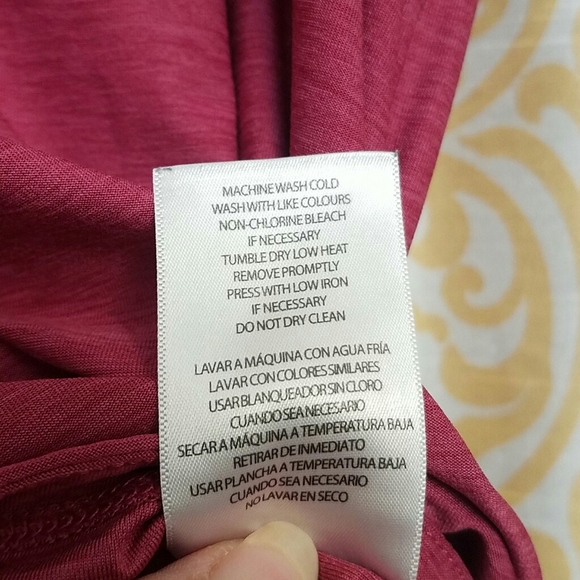 MACHINE WASH COLD
WASH WITH LIKE COLOURS
NON-CHLORINE BLEACH
IF NECESSARY
TUMBLE DRY LOW HEAT
REMOVE PROMPTLY
PRESS WITH LOW IRON
IF NECESSARY
DO NOT DRY CLEAN
LAVAR A MÁQUINA CON AGUA FRÍA
LAVAR CON COLORES SIMILARES
USAR BLANQUEADOR SIN CLORO
CUANDO SEA NECESARIO
SECAR A MÁQUINA A TEMPERATURA BAJA
RETIRAR DE INMEDIATO
USAR PLANCHA A TEMPERATURA BAJA
CUANDO SEA NECESARIO
NO LAVAR EN SECO